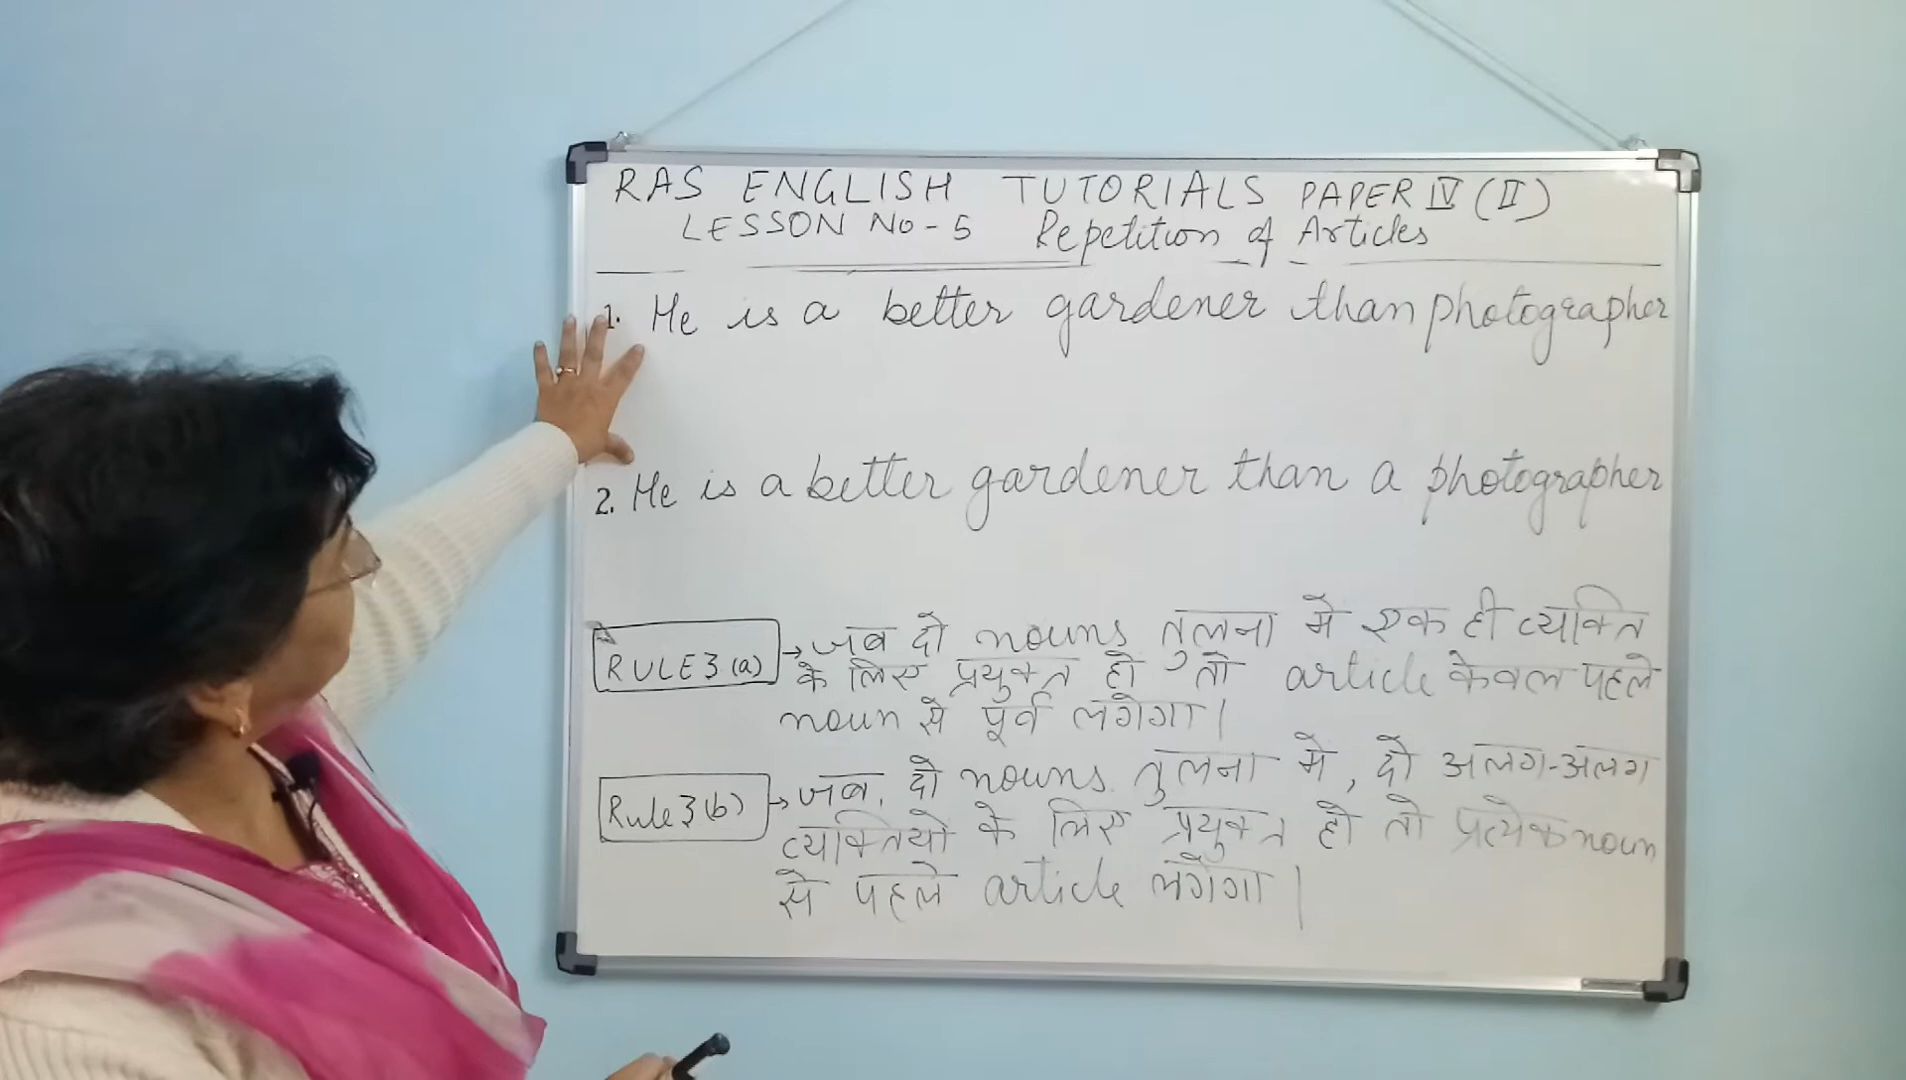 RAS ENGLISH TUTORIALS PAPER IV (II)
LESSON NO - 5 Repetition of Articles
1. He is a better gardener than photographer
2. He is a better gardener than a photographer
RULE 3 (a) → जब दो nouns तुलना में एक ही व्यक्ति
के लिए प्रयुक्त हो तो article केवल पहले
noun से पूर्व लगेगा।
Rule 3(b) → जब, दो nouns तुलना में, दो अलग-अलग
व्यक्तियों के लिए प्रयुक्त हो तो प्रत्येक noun
से पहले article लगेगा।